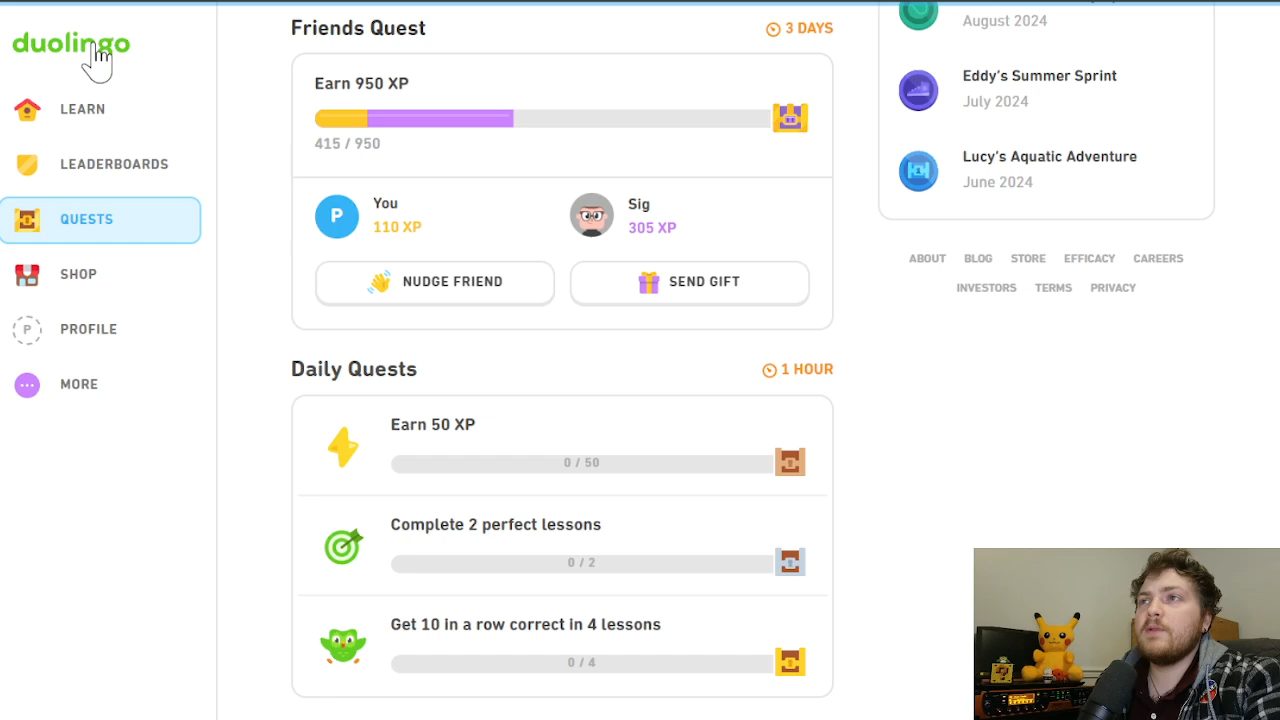 duolingo
LEARN
LEADERBOARDS
QUESTS
SHOP
P
PROFILE
MORE
Friends Quest
3 DAYS
Earn 950 XP
415 / 950
P
You
110 XP
Sig
305 XP
NUDGE FRIEND
SEND GIFT
Daily Quests
1 HOUR
Earn 50 XP
0 / 50
Complete 2 perfect lessons
0 / 2
Get 10 in a row correct in 4 lessons
0 / 4
August 2024
Eddy's Summer Sprint
July 2024
Lucy's Aquatic Adventure
June 2024
ABOUT BLOG STORE EFFICACY CAREERS
INVESTORS TERMS PRIVACY
?